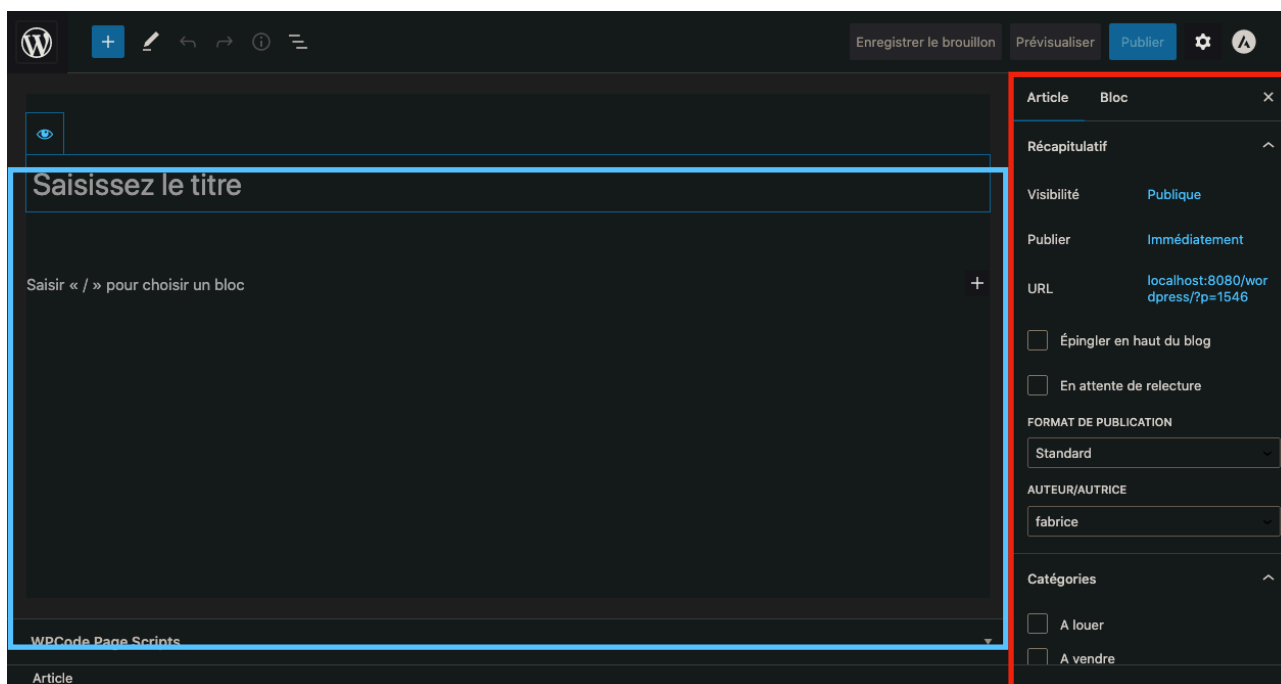 Enregistrer le brouillon Prévisualiser Publier
Article Bloc
Saisissez le titre
Saisir « / » pour choisir un bloc
WPCode Page Scripts
Article
Récapitulatif
Visibilité Publique
Publier Immédiatement
URL localhost:8080/wor
dpress/?p=1546
Épingler en haut du blog
En attente de relecture
FORMAT DE PUBLICATION
Standard
AUTEUR/AUTRICE
fabrice
Catégories
A louer
A vendre